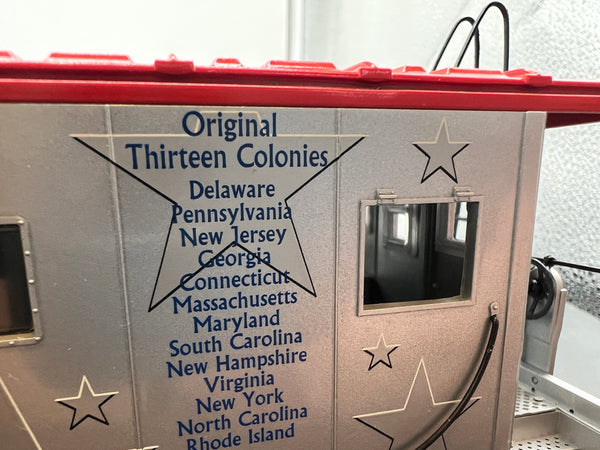 Original
Thirteen Colonies
Delaware
Pennsylvania
New Jersey
Georgia
Connecticut
Massachusetts
Maryland
South Carolina
New Hampshire
Virginia
New York
North Carolina
Rhode Island